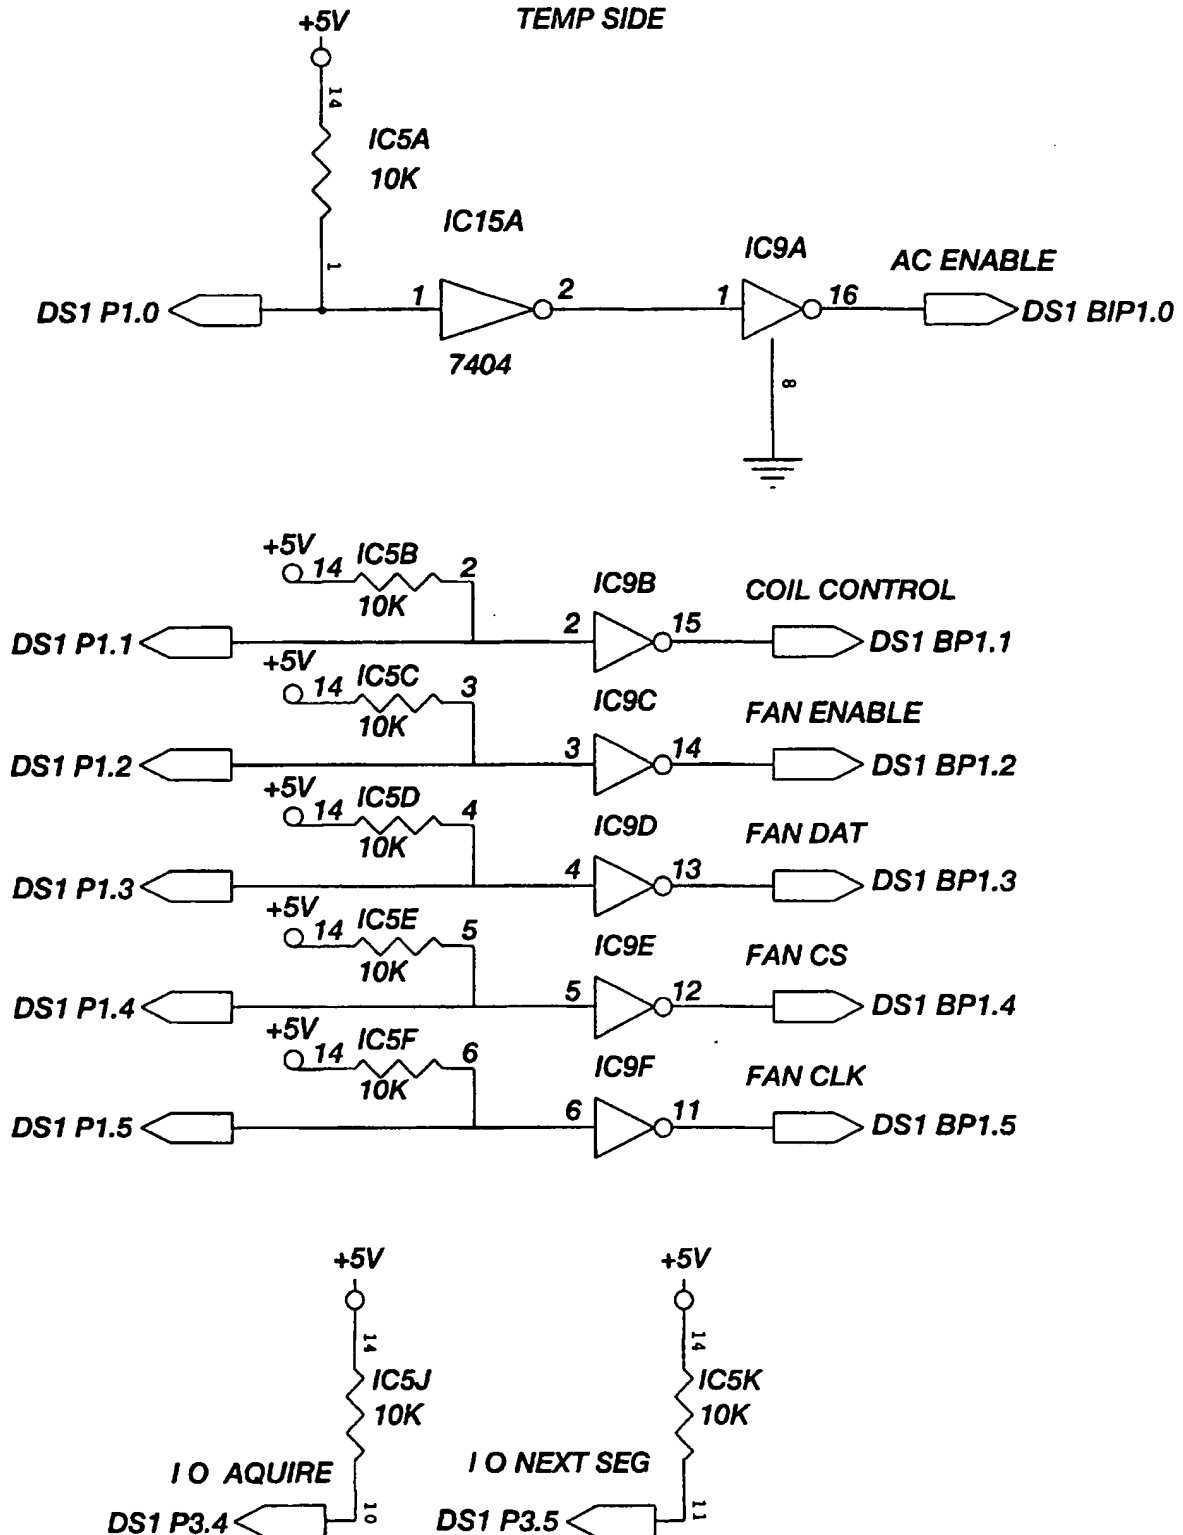 +5V
TEMP SIDE
14
IC5A
10K
1
IC15A
IC9A
AC ENABLE
DS1 P1.0
1
2
1
16
DS1 BIP1.0
7404
8
+5V
14
IC5B
2
10K
IC9B
COIL CONTROL
DS1 P1.1
2
15
DS1 BP1.1
+5V
14
IC5C
3
10K
IC9C
FAN ENABLE
DS1 P1.2
3
14
DS1 BP1.2
+5V
14
IC5D
4
10K
IC9D
FAN DAT
DS1 P1.3
4
13
DS1 BP1.3
+5V
14
IC5E
5
10K
IC9E
FAN CS
DS1 P1.4
5
12
DS1 BP1.4
+5V
14
IC5F
6
10K
IC9F
FAN CLK
DS1 P1.5
6
11
DS1 BP1.5
+5V
14
IC5J
10K
I O AQUIRE
10
DS1 P3.4
+5V
14
IC5K
10K
I O NEXT SEG
11
DS1 P3.5